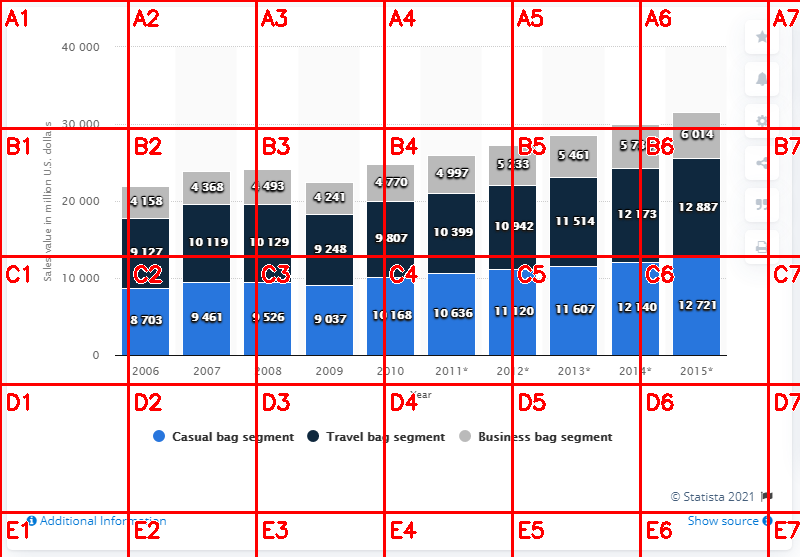 A1 A2 A3 A4 A5 A6 A7
40 000
30 000
B1 B2 B3 B4 B5 B6 B7
Sales value in million U.S. dollars
4 158 4 368 4 493 4 241 4 770 4 997 5 233 5 461 6 014
20 000
9 127 10 119 10 129 9 248 9 807 10 399 10 942 11 514 12 173 12 887
C1 C2 C3 C4 C5 C6 C7
10 000
8 703 9 461 9 526 9 037 10 168 10 636 11 120 11 607 12 140 12 721
0
2006 2007 2008 2009 2010 2011* 2012* 2013* 2014* 2015*
Year
D1 D2 D3 D4 D5 D6 D7
Casual bag segment Travel bag segment Business bag segment
© Statista 2021
Additional Information Show source
E1 E2 E3 E4 E5 E6 E7